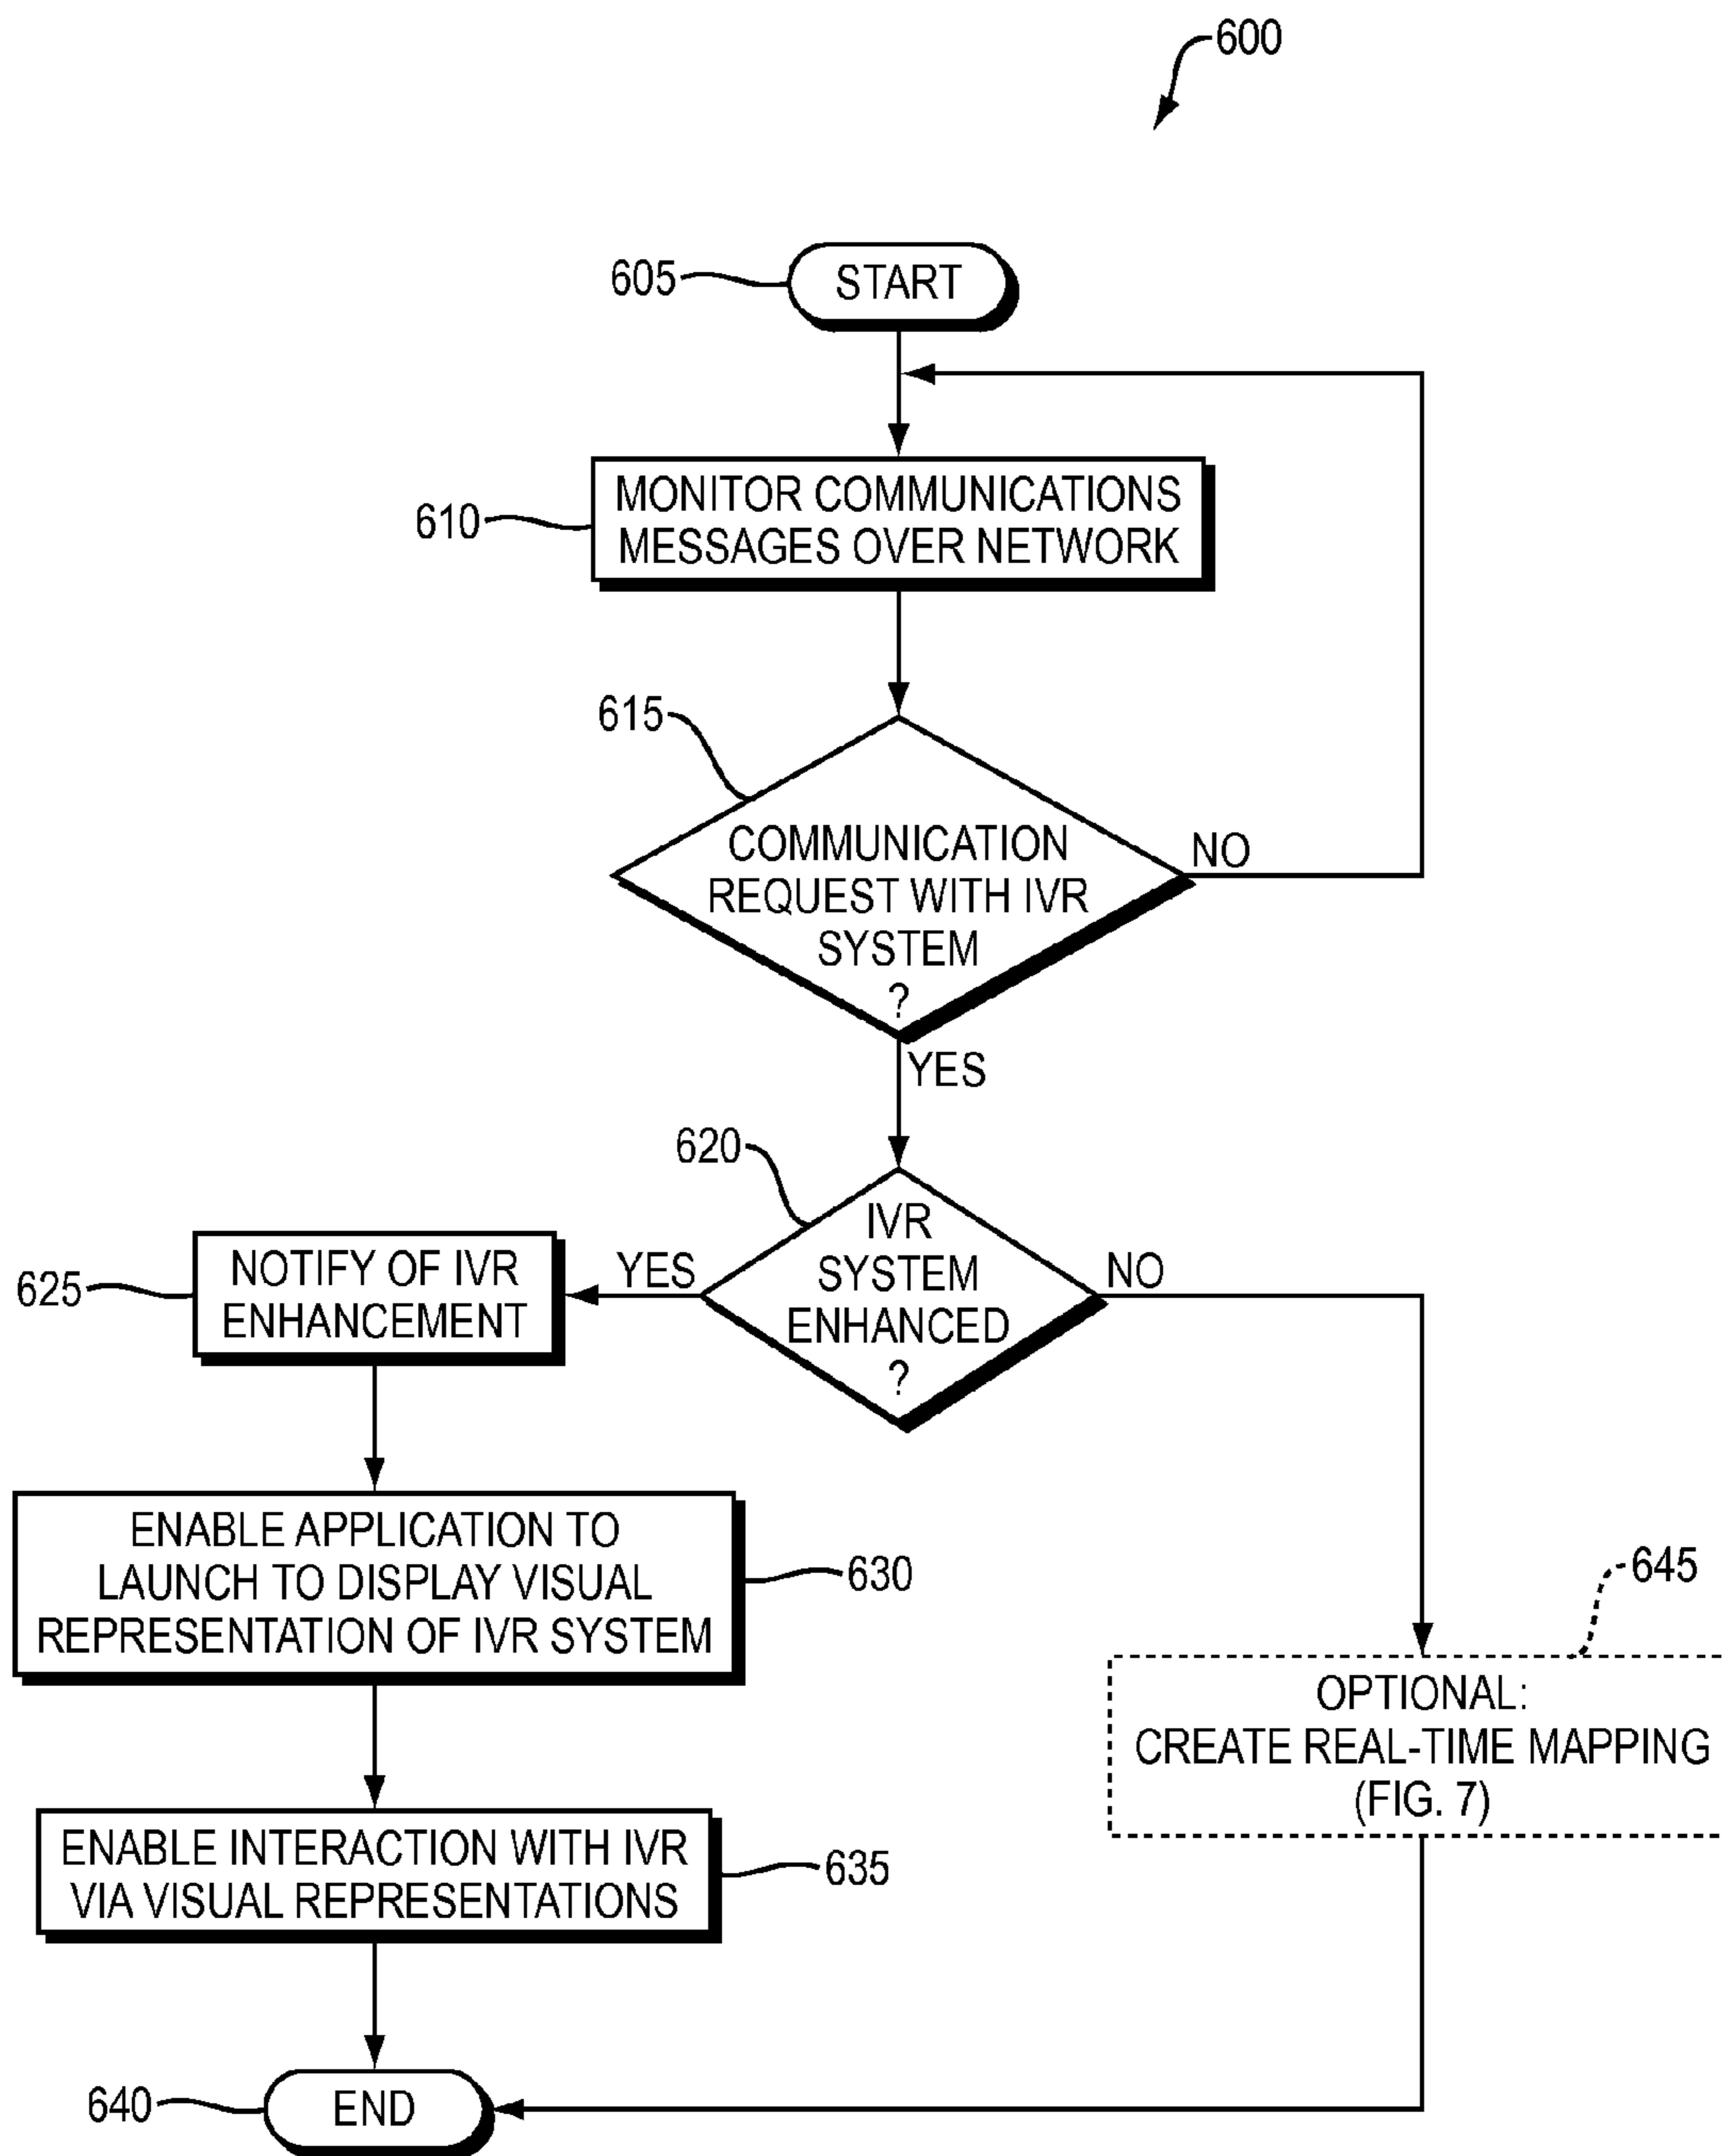 600
605
START
610
MONITOR COMMUNICATIONS
MESSAGES OVER NETWORK
615
COMMUNICATION
REQUEST WITH IVR
SYSTEM
?
NO
YES
620
IVR
SYSTEM
ENHANCED
?
YES
NO
625
NOTIFY OF IVR
ENHANCEMENT
ENABLE APPLICATION TO
LAUNCH TO DISPLAY VISUAL
REPRESENTATION OF IVR SYSTEM
630
645
OPTIONAL:
CREATE REAL-TIME MAPPING
(FIG. 7)
ENABLE INTERACTION WITH IVR
VIA VISUAL REPRESENTATIONS
635
640
END